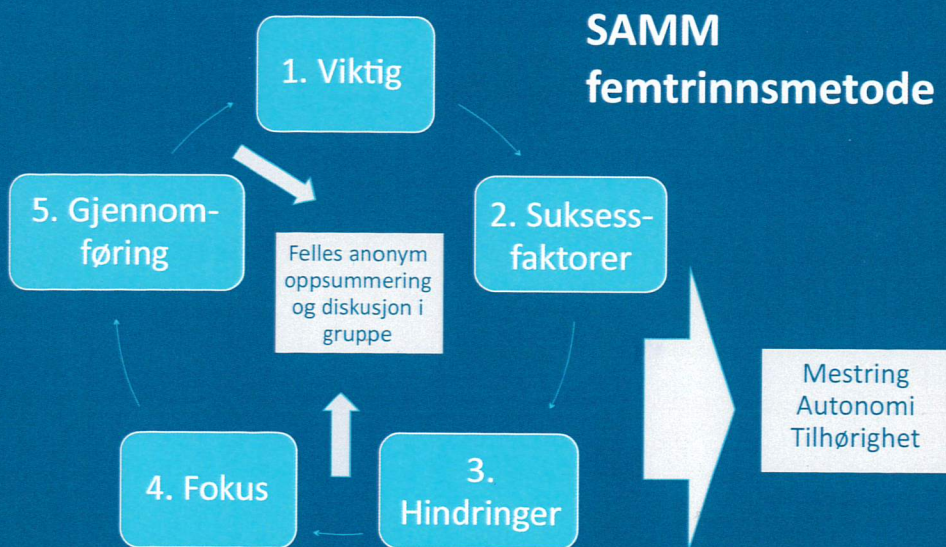 SAMM
femtrinnsmetode
1. Viktig
2. Suksess-
faktorer
3.
Hindringer
4. Fokus
5. Gjennom-
føring
Felles anonym
oppsummering
og diskusjon i
gruppe
Mestring
Autonomi
Tilhørighet